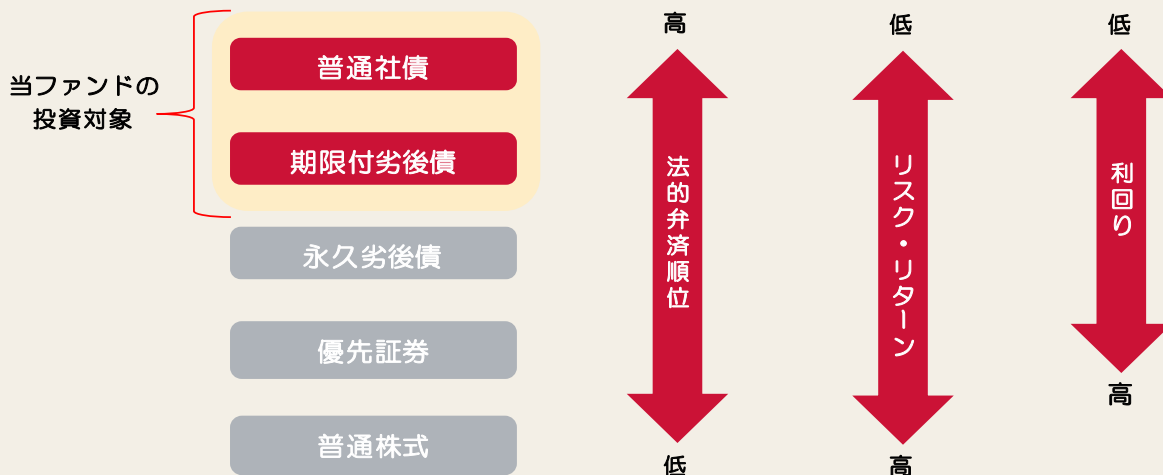 高
低
低
普通社債
当ファンドの
投資対象
期限付劣後債
法的弁済順位
リスク・リターン
利回り
永久劣後債
優先証券
高
普通株式
低
高